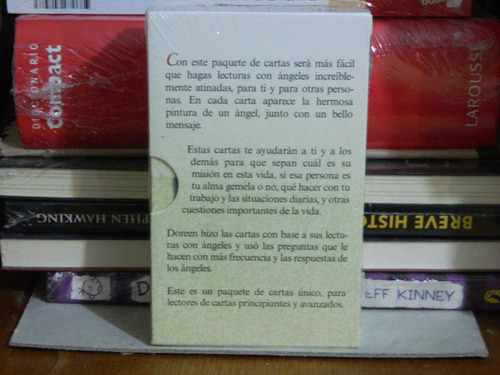 Con este paquete de cartas será más fácil
que hagas lecturas con ángeles increíble-
mente atinadas, para ti y para otras perso-
nas. En cada carta aparece la hermosa
pintura de un ángel, junto con un bello
mensaje.
Estas cartas te ayudarán a ti y a los
demás para que sepan cuál es su
misión en esta vida, si esa persona es
tu alma gemela o no, qué hacer con tu
trabajo y las situaciones diarias, y otras
cuestiones importantes de la vida.
Doreen hizo las cartas con base a sus lectu-
ras con ángeles y usó las preguntas que le
hacen con más frecuencia y las respuestas de
los ángeles.
Este es un paquete de cartas único, para
lectores de cartas principiantes y avanzados.
DICCIONARIO
Compact
LAROUSSE
PHEN HAWKING
BREVE HISTO
D
EFF KINNEY